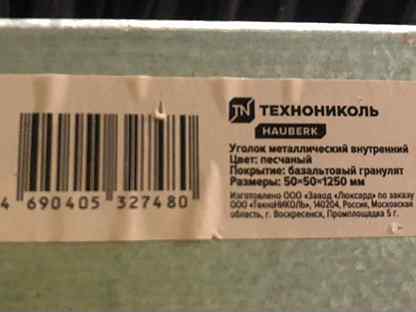 TN ТЕХНОНИКОЛЬ
HAUBERK
Уголок металлический внутренний
Цвет: песчаный
Покрытие: базальтовый гранулят
Размеры: 50×50×1250 мм
Изготовлено ООО «Завод «Люксард» по заказу
ООО «ТехноНИКОЛЬ», 140204, Россия, Московская
область, г. Воскресенск, Промплощадка 5 г.
4 690405 327480